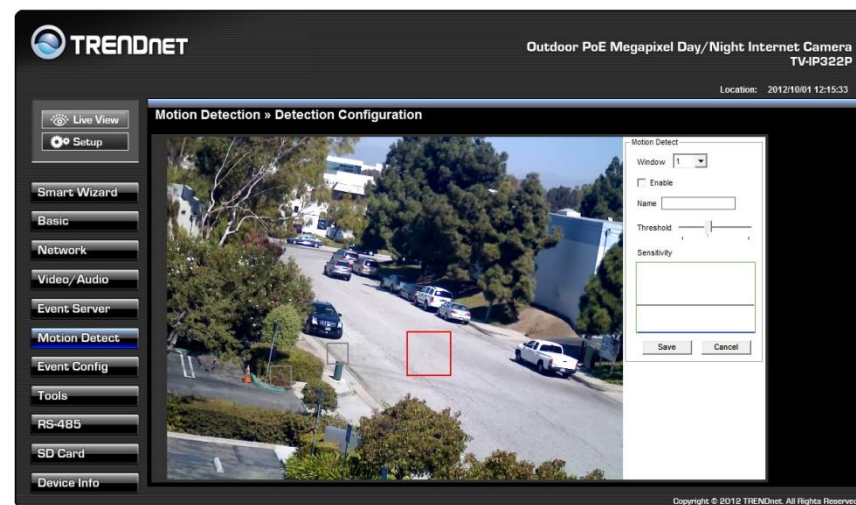 TRENDNET
Outdoor PoE Megapixel Day/Night Internet Camera
TV-IP322P
Location: 2012/10/01 12:15:33
Live View
Setup
Motion Detection » Detection Configuration
Smart Wizard
Basic
Network
Video/Audio
Event Server
Motion Detect
Event Config
Tools
RS-485
SD Card
Device Info
Motion Detect
Window 1
Enable
Name
Threshold
Sensitivity
Save Cancel
Copyright © 2012 TRENDnet. All Rights Reserved